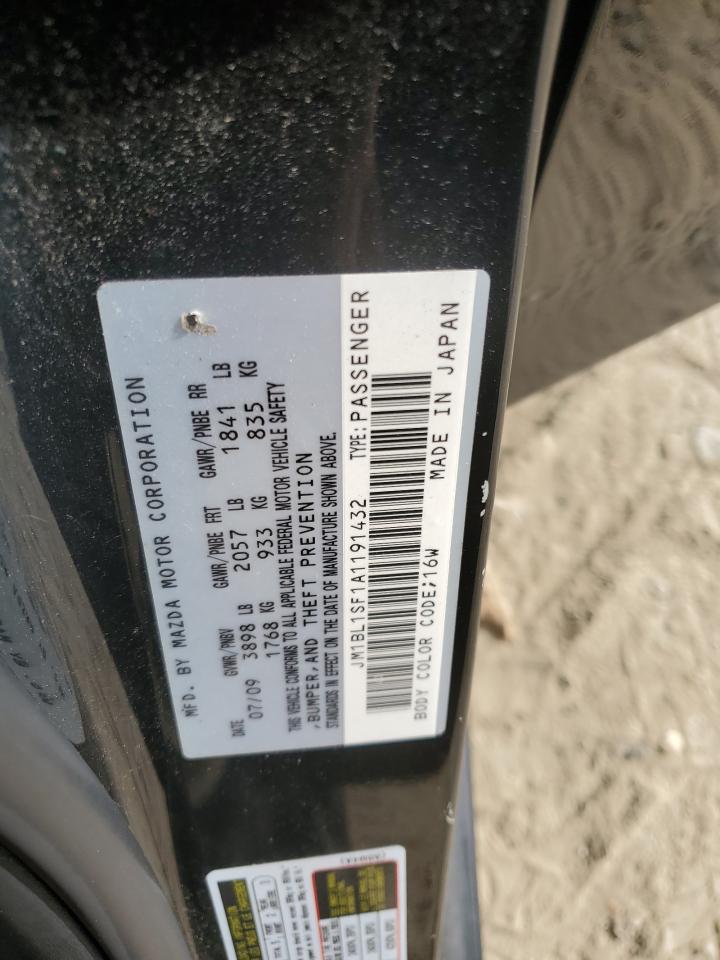 MFD. BY MAZDA MOTOR CORPORATION
DATE GVWR/PNBV GAWR/PNBE FRT GAWR/PNBE RR
07/09 3898 LB 2057 LB 1841 LB
1768 KG 933 KG 835 KG
THIS VEHICLE CONFORMS TO ALL APPLICABLE FEDERAL MOTOR VEHICLE SAFETY
,BUMPER,AND THEFT PREVENTION
STANDARDS IN EFFECT ON THE DATE OF MANUFACTURE SHOWN ABOVE.
JM1BL1SF1A1191432 TYPE:PASSENGER
BODY COLOR CODE;16W MADE IN JAPAN